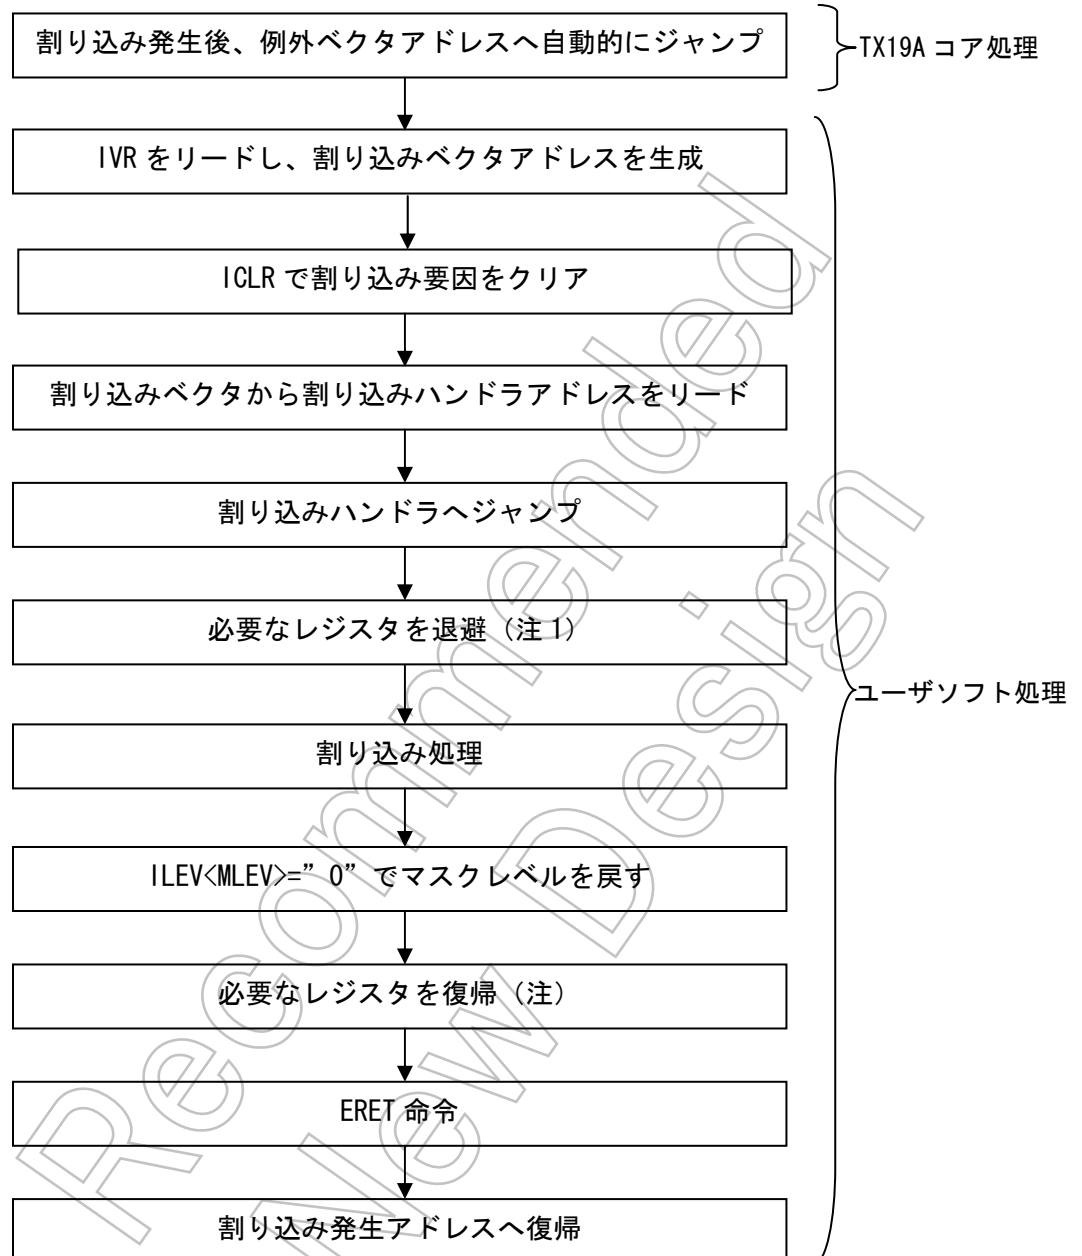 割り込み発生後、例外ベクタアドレスへ自動的にジャンプ
TX19A コア処理
IVR をリードし、割り込みベクタアドレスを生成
ICLR で割り込み要因をクリア
割り込みベクタから割り込みハンドラアドレスをリード
割り込みハンドラへジャンプ
必要なレジスタを退避（注 1）
ユーザソフト処理
割り込み処理
ILEV<MLEV>=”0”でマスクレベルを戻す
必要なレジスタを復帰（注）
ERET 命令
割り込み発生アドレスへ復帰
Recommended
New Design